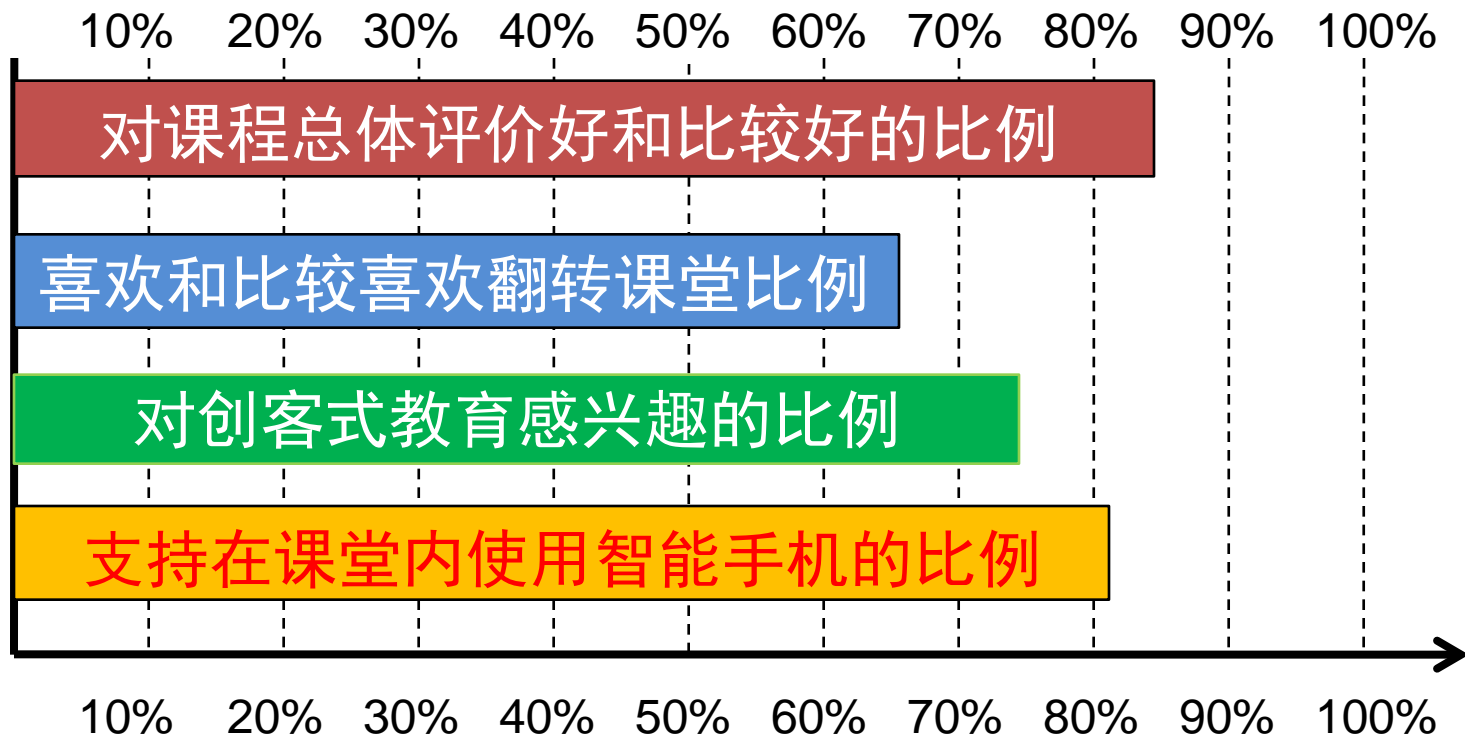 10% 20% 30% 40% 50% 60% 70% 80% 90% 100%
对课程总体评价好和比较好的比例
喜欢和比较喜欢翻转课堂比例
对创客式教育感兴趣的比例
支持在课堂内使用智能手机的比例
10% 20% 30% 40% 50% 60% 70% 80% 90% 100%